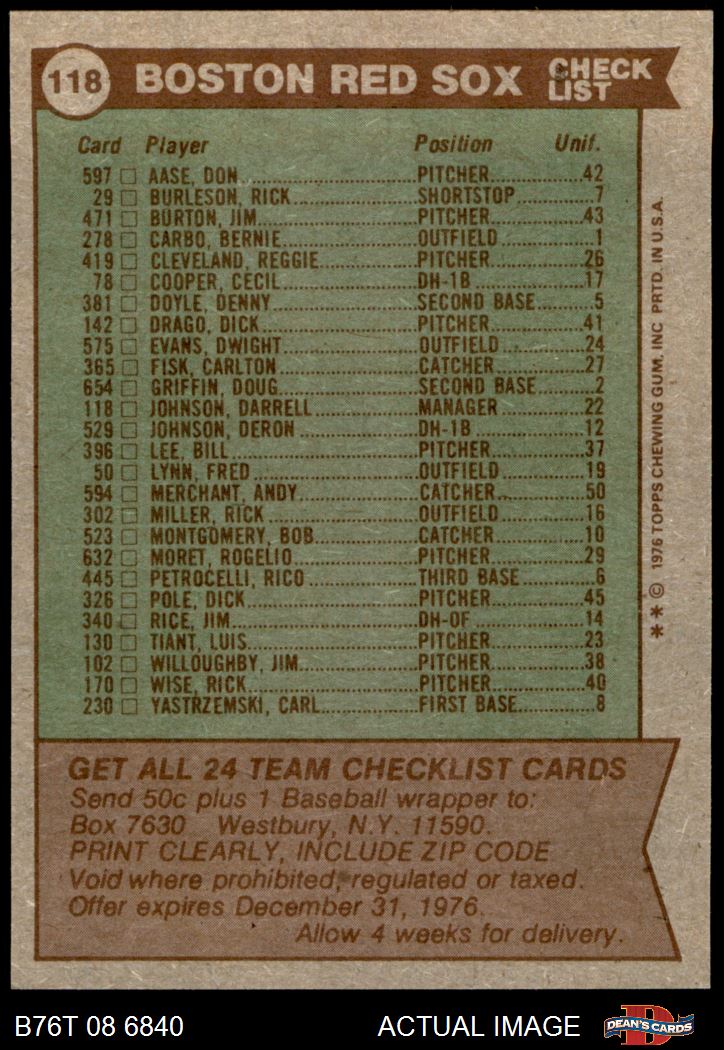 118 BOSTON RED SOX CHECK
LIST
Card Player Position Unif.
597 □ AASE, DON PITCHER 42
29 □ BURLESON, RICK SHORTSTOP 7
471 □ BURTON, JIM PITCHER 43
278 □ CARBO, BERNIE OUTFIELD 1
419 □ CLEVELAND, REGGIE PITCHER 26
78 □ COOPER, CECIL DH-1B 17
381 □ DOYLE, DENNY SECOND BASE 5
142 □ DRAGO, DICK PITCHER 41
575 □ EVANS, DWIGHT OUTFIELD 24
365 □ FISK, CARLTON CATCHER 27
654 □ GRIFFIN, DOUG SECOND BASE 2
118 □ JOHNSON, DARRELL MANAGER 22
529 □ JOHNSON, DERON DH-1B 12
396 □ LEE, BILL PITCHER 37
50 □ LYNN, FRED OUTFIELD 19
594 □ MERCHANT, ANDY CATCHER 50
302 □ MILLER, RICK OUTFIELD 16
523 □ MONTGOMERY, BOB CATCHER 10
632 □ MORET, ROGELIO PITCHER 29
445 □ PETROCELLI, RICO THIRD BASE 6
326 □ POLE, DICK PITCHER 45
340 □ RICE, JIM DH-OF 14
130 □ TIANT, LUIS PITCHER 23
102 □ WILLOUGHBY, JIM PITCHER 38
170 □ WISE, RICK PITCHER 40
230 □ YASTRZEMSKI, CARL FIRST BASE 8
* * © 1976 TOPPS CHEWING GUM, INC PRTD. IN U.S.A.
GET ALL 24 TEAM CHECKLIST CARDS
Send 50c plus 1 Baseball wrapper to:
Box 7630 Westbury, N.Y. 11590.
PRINT CLEARLY, INCLUDE ZIP CODE
Void where prohibited, regulated or taxed.
Offer expires December 31, 1976.
Allow 4 weeks for delivery.
B76T 08 6840 ACTUAL IMAGE
D
DEAN'S CARDS